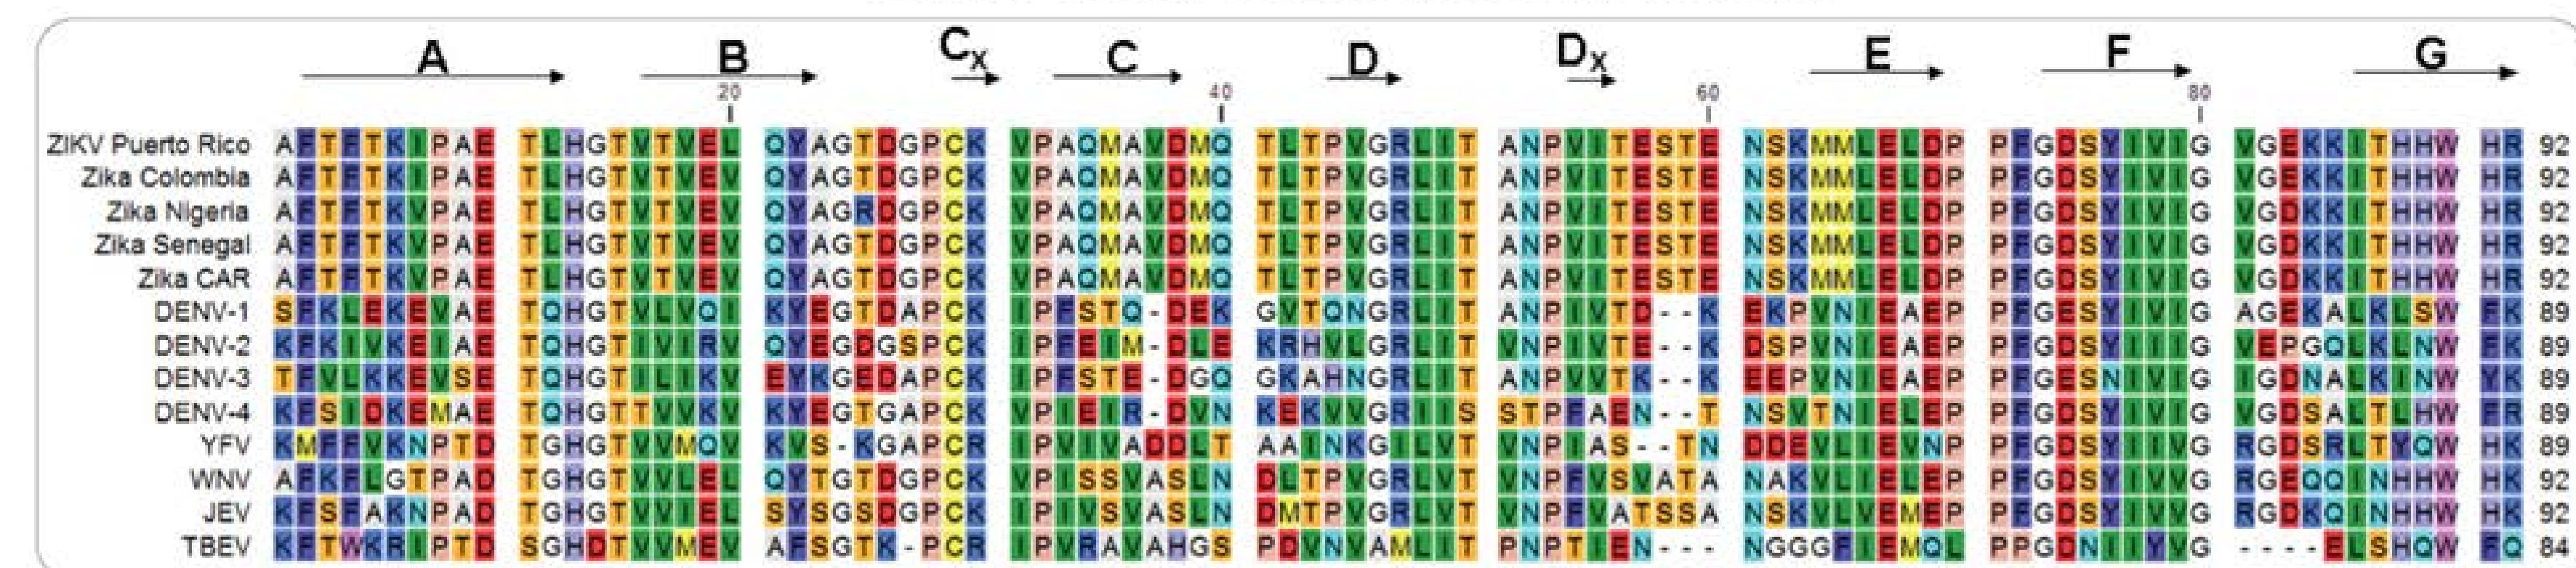 A B Cx C D Dx E F G
20 40 60 80
ZIKV Puerto Rico AFTFTKIPAE TLHGTVTVEL QYAGTDGPCK VPAQMAVDMQ TLTPVGRLIT ANPVITESTE NSKMMLELDP PFGDSYIVIG VGEKKITHHW HR 92
Zika Colombia AFTFTKIPAE TLHGTVTVEV QYAGTDGPCK VPAQMAVDMQ TLTPVGRLIT ANPVITESTE NSKMMLELDP PFGDSYIVIG VGEKKITHHW HR 92
Zika Nigeria AFTFTKVPAE TLHGTVTVEV QYAGRDGPCK VPAQMAVDMQ TLTPVGRLIT ANPVITESTE NSKMMLELDP PFGDSYIVIG VGDKKITHHW HR 92
Zika Senegal AFTFTKVPAE TLHGTVTVEV QYAGTDGPCK VPAQMAVDMQ TLTPVGRLIT ANPVITESTE NSKMMLELDP PFGDSYIVIG VGDKKITHHW HR 92
Zika CAR AFTFTKVPAE TLHGTVTVEV QYAGTDGPCK VPAQMAVDMQ TLTPVGRLIT ANPVITESTE NSKMMLELDP PFGDSYIVIG VGDKKITHHW HR 92
DENV-1 SFKLEKEVAE TQHGTVLVQI KYEGTDAPCK IPFSTQ-DEK GVTQNGRLIT ANPIVTD--K EKPVNIEAEP PFGESYIVIG AGEKALKLSW FK 89
DENV-2 KFKIVKEIAE TQHGTIVIRV QYEGDGSPCK IPFEIM-DLE KRHVLGRLIT VNPIVTE--K DSPVNIEAEP PFGDSYIIIG VEPGQLKLNW FK 89
DENV-3 TFVLKKEVSE TQHGTILIKV EYKGEDAPCK IPFSTE-DGQ GKAHNGRLIT ANPVVTK--K EEPVNIEAEP PFGESNIVIG IGDNALKINW YK 89
DENV-4 KFSIDKEMAE TQHGTTVVKV KYEGTGAPCK VPIEIR-DVN KEKVVGRIIS STPFAEN--T NSVTNIELEP PFGDSYIVIG VGDSALTLHW FR 89
YFV KMFFVKNPTD TGHGTVVMQV KVS-KGAPCR IPVIVADDLT AAINKGILVT VNPIAS--TN DDEVLIEVNP PFGDSYIIVG RGDSRLTYQW HK 89
WNV AFKFLGTPAD TGHGTVVLEL QYTGTDGPCK VPISSVASLN DLTPVGRLVT VNPFVSVATA NAKVLIELEP PFGDSYIVVG RGEQQINHHW HK 92
JEV KFSFAKNPAD TGHGTVVIEL SYSGSDGPCK IPIVSVASLN DMTPVGRLVT VNPFVATSSA NSKVLVEMEP PFGDSYIVVG RGDKQINHHW HK 92
TBEV KFTWKRIPTD SGHDTVVMEV AFSGTK-PCR IPVRAVAHGS PDVNVAMLIT PNPTIEN--- NGGGFIEMQL PPGDNIIYVG ----ELSHQW FQ 84